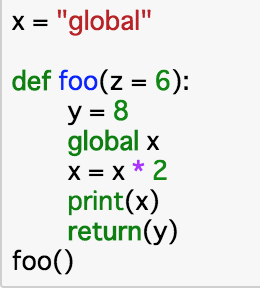 x = "global"
def foo(z = 6):
y = 8
global x
x = x * 2
print(x)
return(y)
foo()